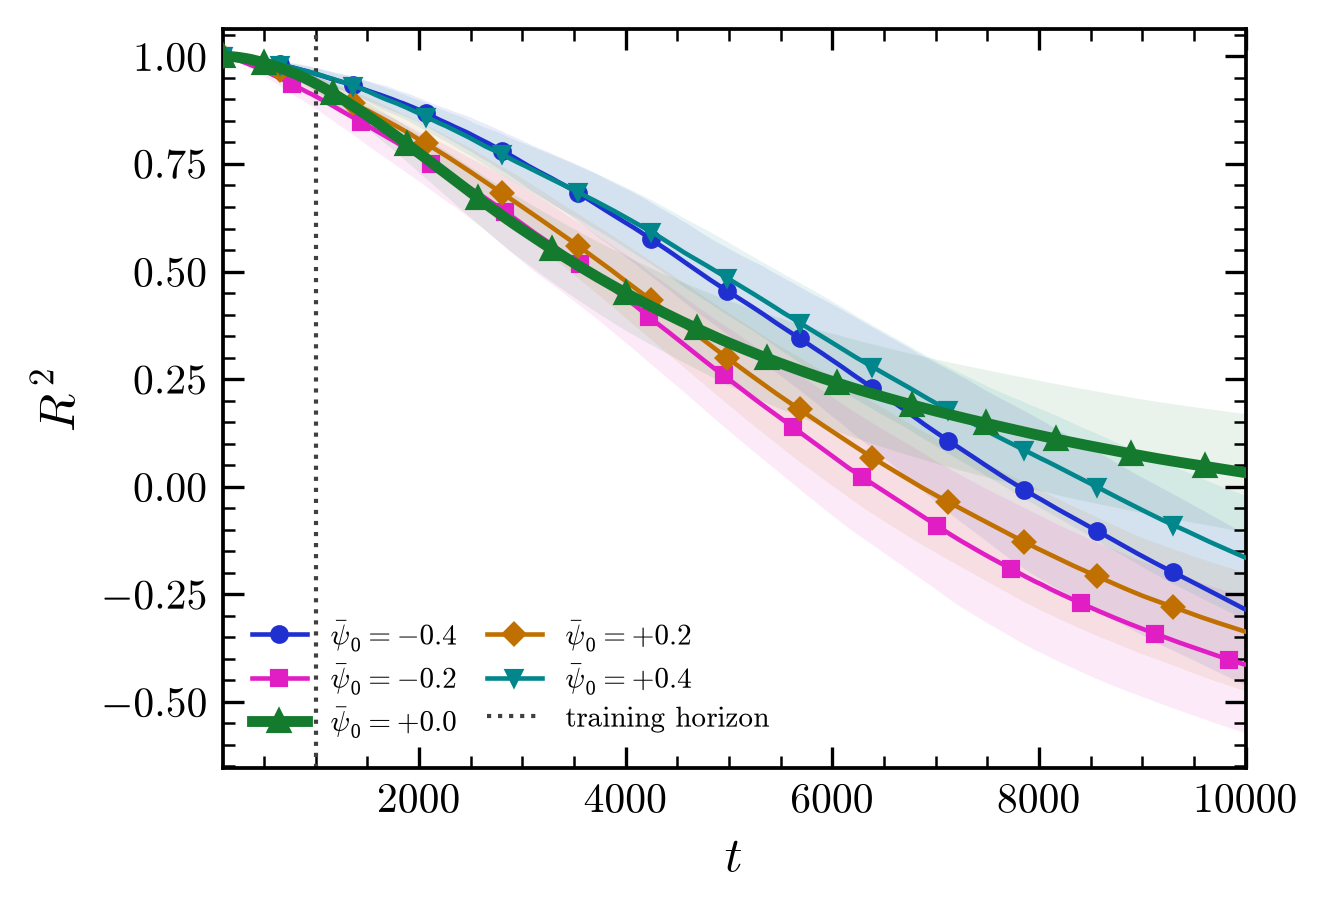 1.00
0.75
0.50
0.25
0.00
−0.25
−0.50
R²
ψ̄₀ = −0.4
ψ̄₀ = −0.2
ψ̄₀ = +0.0
ψ̄₀ = +0.2
ψ̄₀ = +0.4
training horizon
2000 4000 6000 8000 10000
t